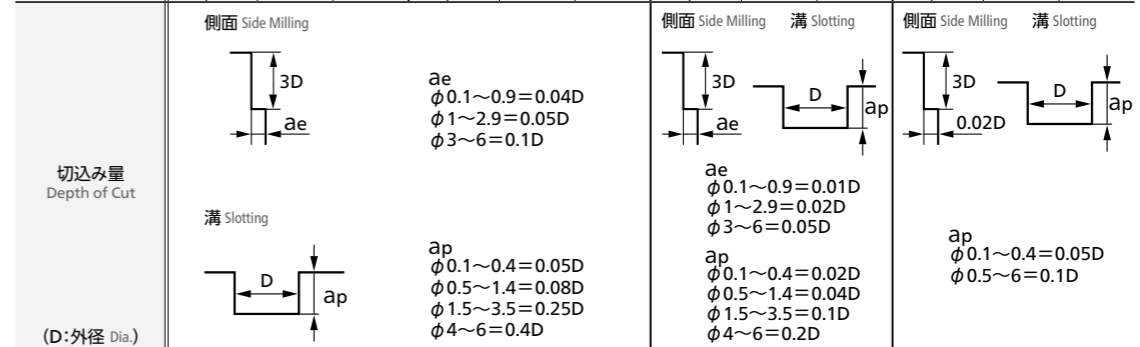 切込み量
Depth of Cut
(D:外径 Dia.)
側面 Side Milling
3D
ae
ae
φ0.1〜0.9=0.04D
φ1〜2.9=0.05D
φ3〜6=0.1D
溝 Slotting
D
ap
ap
φ0.1〜0.4=0.05D
φ0.5〜1.4=0.08D
φ1.5〜3.5=0.25D
φ4〜6=0.4D
側面 Side Milling 溝 Slotting
3D
ae
D
ap
ae
φ0.1〜0.9=0.01D
φ1〜2.9=0.02D
φ3〜6=0.05D
ap
φ0.1〜0.4=0.02D
φ0.5〜1.4=0.04D
φ1.5〜3.5=0.1D
φ4〜6=0.2D
側面 Side Milling 溝 Slotting
3D
0.02D
D
ap
ap
φ0.1〜0.4=0.05D
φ0.5〜6=0.1D